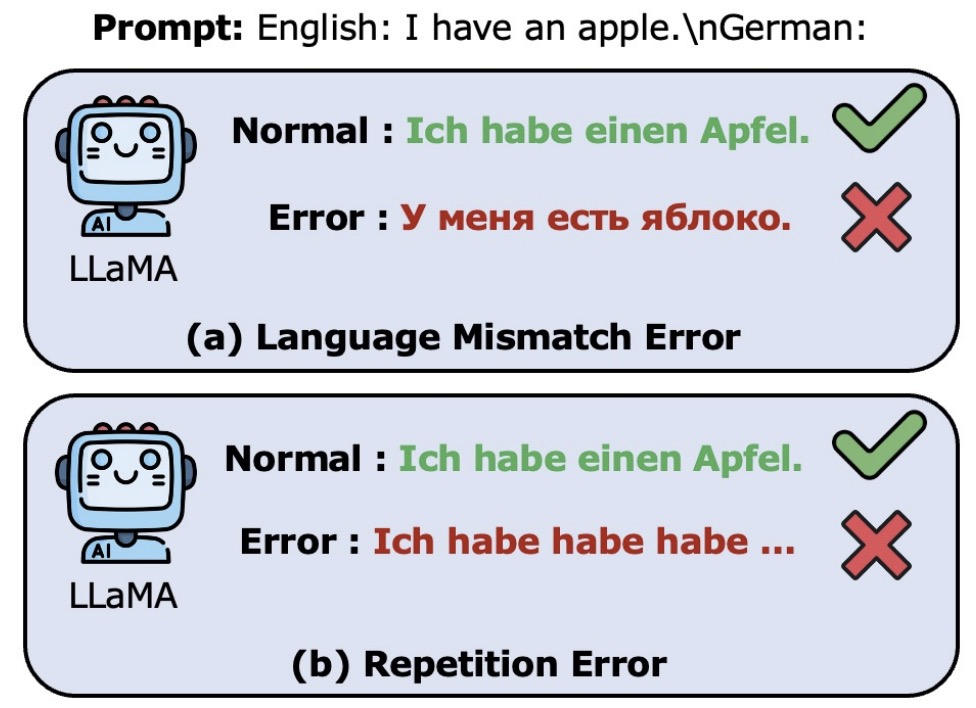 Prompt: English: I have an apple.\nGerman:
Normal : Ich habe einen Apfel.
Error : У меня есть яблоко.
AI
LLaMA
(a) Language Mismatch Error
Normal : Ich habe einen Apfel.
Error : Ich habe habe habe ...
AI
LLaMA
(b) Repetition Error